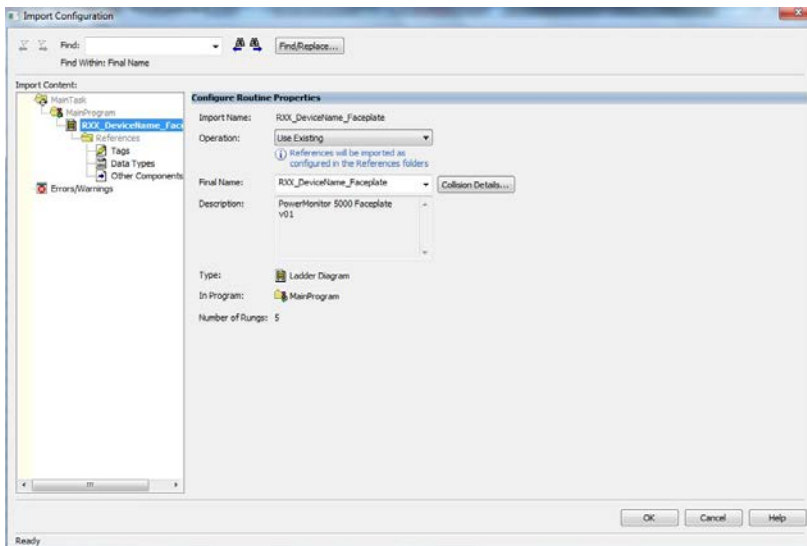 Import Configuration
Find:
Find/Replace...
Find Within: Final Name
Import Content:
MainTask
MainProgram
RXX_DeviceName_Face
References
Tags
Data Types
Other Components
Errors/Warnings
Configure Routine Properties
Import Name: RXX_DeviceName_Faceplate
Operation: Use Existing
References will be imported as
configured in the References folders
Final Name: RXX_DeviceName_Faceplate
Collision Details...
Description: PowerMonitor 5000 Faceplate
v01
Type: Ladder Diagram
In Program: MainProgram
Number of Rungs: 5
OK Cancel Help
Ready